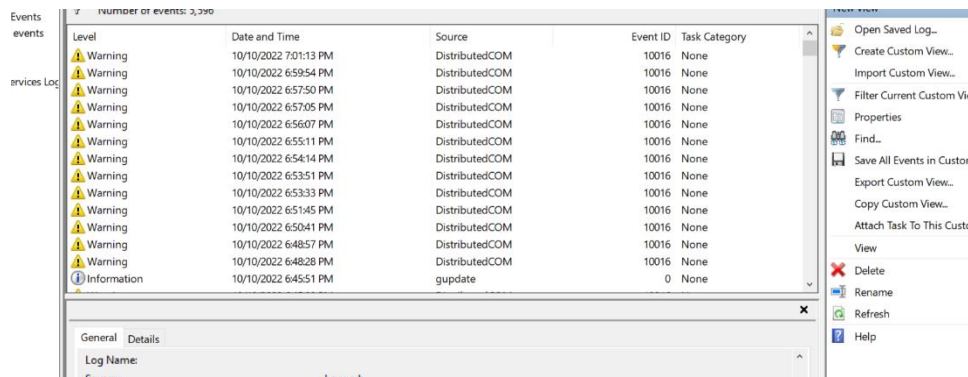 Events
events
ervices Log
Number of events: 3,596
Level Date and Time Source Event ID Task Category
Warning 10/10/2022 7:01:13 PM DistributedCOM 10016 None
Warning 10/10/2022 6:59:54 PM DistributedCOM 10016 None
Warning 10/10/2022 6:57:50 PM DistributedCOM 10016 None
Warning 10/10/2022 6:57:05 PM DistributedCOM 10016 None
Warning 10/10/2022 6:56:07 PM DistributedCOM 10016 None
Warning 10/10/2022 6:55:11 PM DistributedCOM 10016 None
Warning 10/10/2022 6:54:14 PM DistributedCOM 10016 None
Warning 10/10/2022 6:53:51 PM DistributedCOM 10016 None
Warning 10/10/2022 6:53:33 PM DistributedCOM 10016 None
Warning 10/10/2022 6:51:45 PM DistributedCOM 10016 None
Warning 10/10/2022 6:50:41 PM DistributedCOM 10016 None
Warning 10/10/2022 6:48:57 PM DistributedCOM 10016 None
Warning 10/10/2022 6:48:28 PM DistributedCOM 10016 None
Information 10/10/2022 6:45:51 PM gupdate 0 None
General Details
Log Name:
New View
Open Saved Log...
Create Custom View...
Import Custom View...
Filter Current Custom Vi
Properties
Find...
Save All Events in Custor
Export Custom View...
Copy Custom View...
Attach Task To This Custo
View
Delete
Rename
Refresh
Help